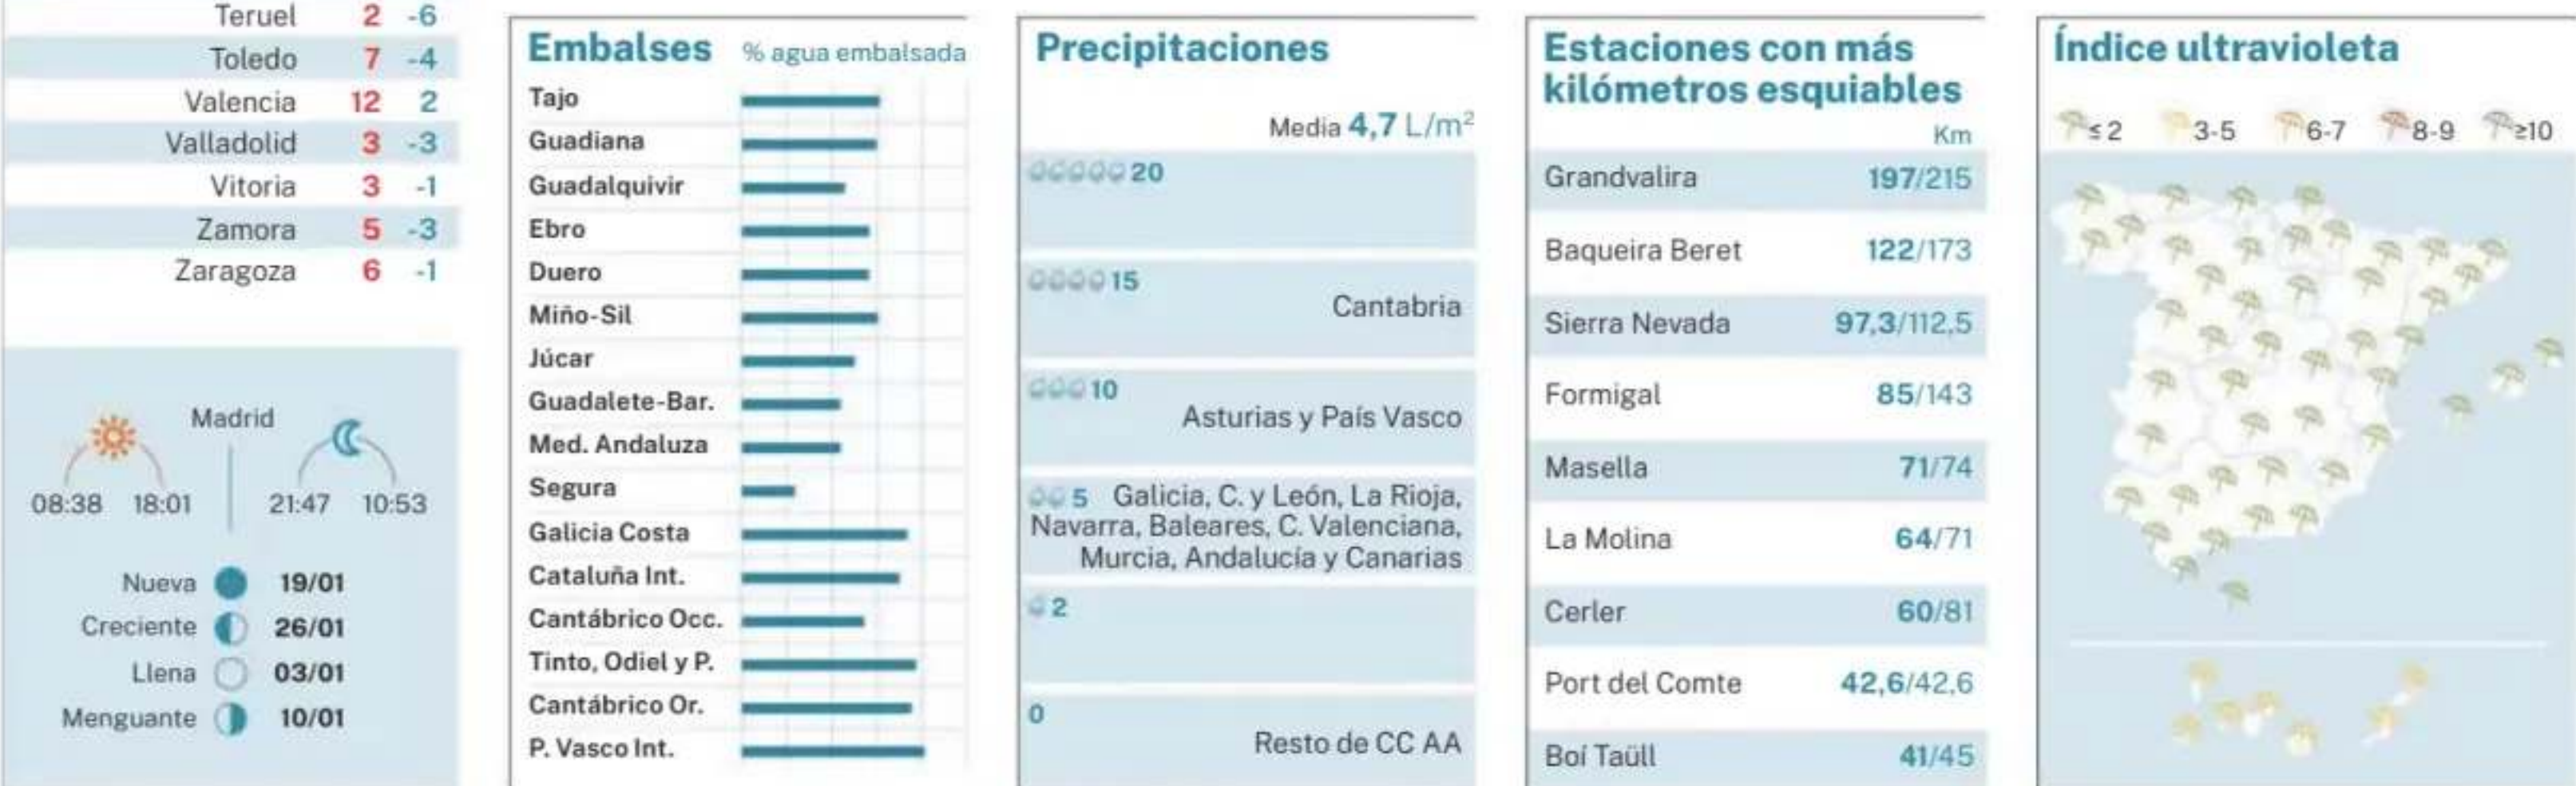 Teruel 2 -6
Toledo 7 -4
Valencia 12 2
Valladolid 3 -3
Vitoria 3 -1
Zamora 5 -3
Zaragoza 6 -1
Madrid
08:38 18:01 21:47 10:53
Nueva 19/01
Creciente 26/01
Llena 03/01
Menguante 10/01
Embalses % agua embalsada
Tajo
Guadiana
Guadalquivir
Ebro
Duero
Miño-Sil
Júcar
Guadalete-Bar.
Med. Andaluza
Segura
Galicia Costa
Cataluña Int.
Cantábrico Occ.
Tinto, Odiel y P.
Cantábrico Or.
P. Vasco Int.
Precipitaciones
Media 4,7 L/m²
20
15
Cantabria
10
Asturias y País Vasco
5 Galicia, C. y León, La Rioja,
Navarra, Baleares, C. Valenciana,
Murcia, Andalucía y Canarias
2
0
Resto de CC AA
Estaciones con más
kilómetros esquiables
Km
Grandvalira 197/215
Baqueira Beret 122/173
Sierra Nevada 97,3/112,5
Formigal 85/143
Masella 71/74
La Molina 64/71
Cerler 60/81
Port del Comte 42,6/42,6
Boí Taüll 41/45
Índice ultravioleta
≤ 2 3-5 6-7 8-9 ≥10